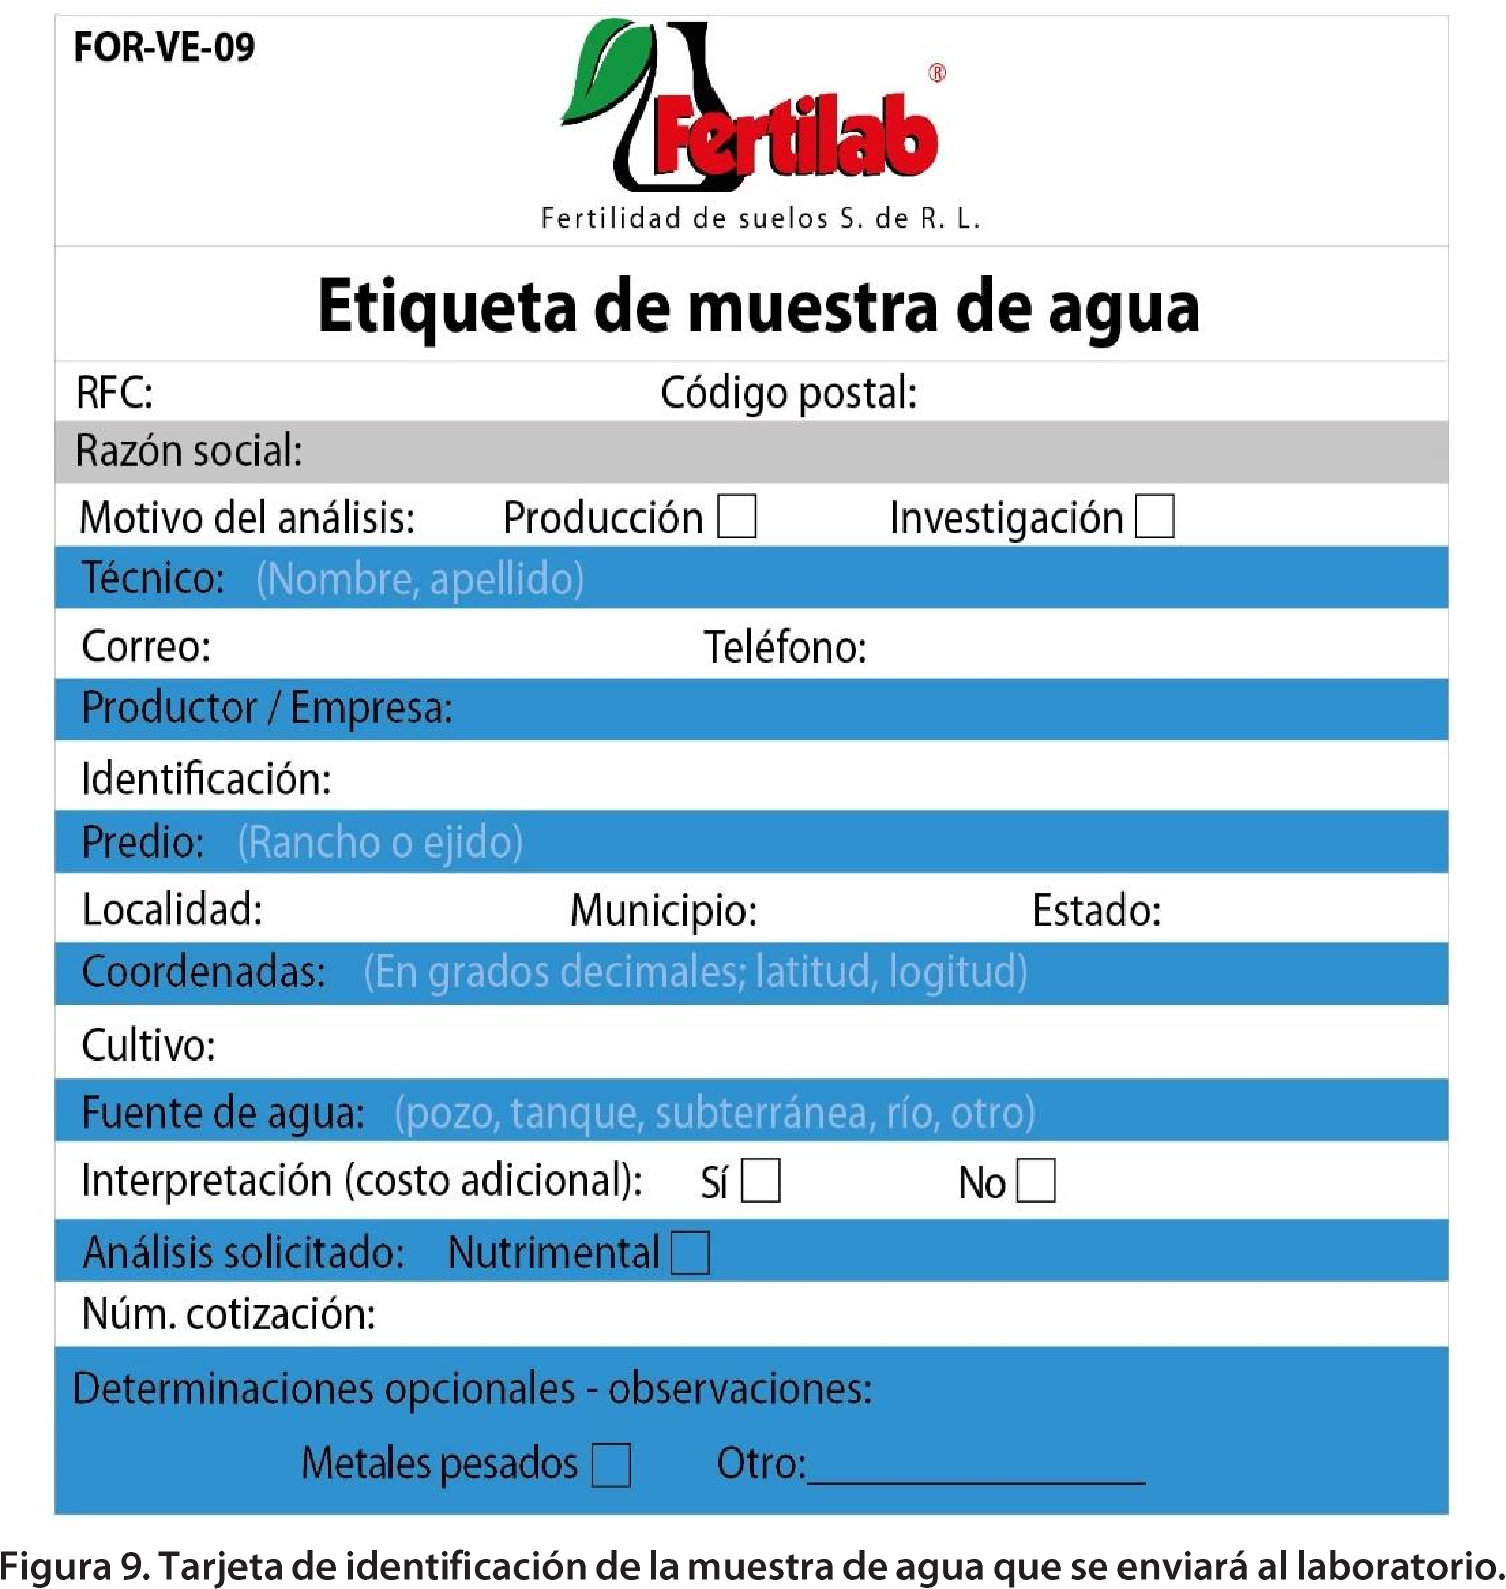 FOR-VE-09
Fertilab®
Fertilidad de suelos S. de R. L.
Etiqueta de muestra de agua
RFC: Código postal:
Razón social:
Motivo del análisis: Producción Investigación
Técnico: (Nombre, apellido)
Correo: Teléfono:
Productor / Empresa:
Identificación:
Predio: (Rancho o ejido)
Localidad: Municipio: Estado:
Coordenadas: (En grados decimales; latitud, logitud)
Cultivo:
Fuente de agua: (pozo, tanque, subterránea, río, otro)
Interpretación (costo adicional): Sí No
Análisis solicitado: Nutrimental
Núm. cotización:
Determinaciones opcionales - observaciones:
Metales pesados Otro:
Figura 9. Tarjeta de identificación de la muestra de agua que se enviará al laboratorio.